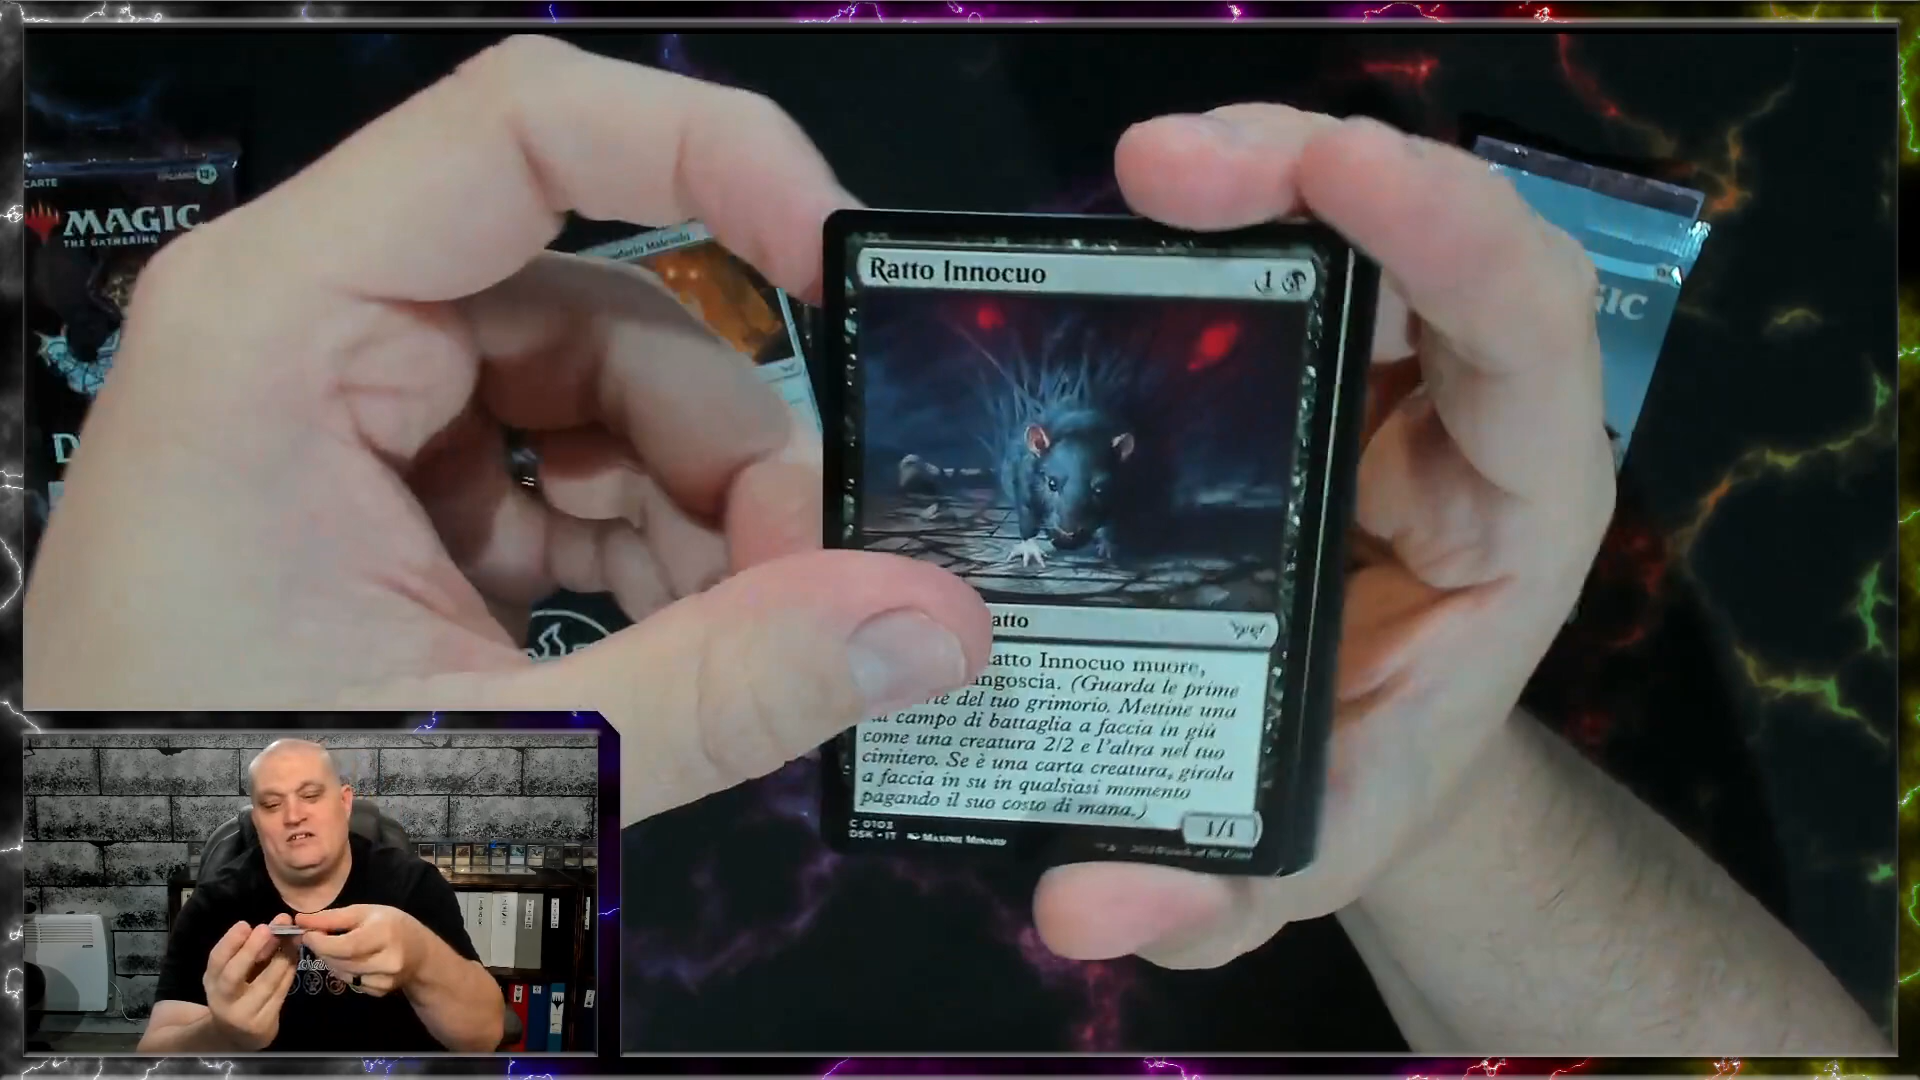 CARTE
13+
MAGIC
THE GATHERING
D
Ratto Innocuo
1
GIC
atto
atto Innocuo muore,
angoscia. (Guarda le prime
del tuo grimorio. Mettine una
campo di battaglia a faccia in giù
come una creatura 2/2 e l'altra nel tuo
cimitero. Se è una carta creatura, girala
a faccia in su in qualsiasi momento
pagando il suo costo di mana.)
1/1
C 0103
DSK • IT MAXIME MINARD